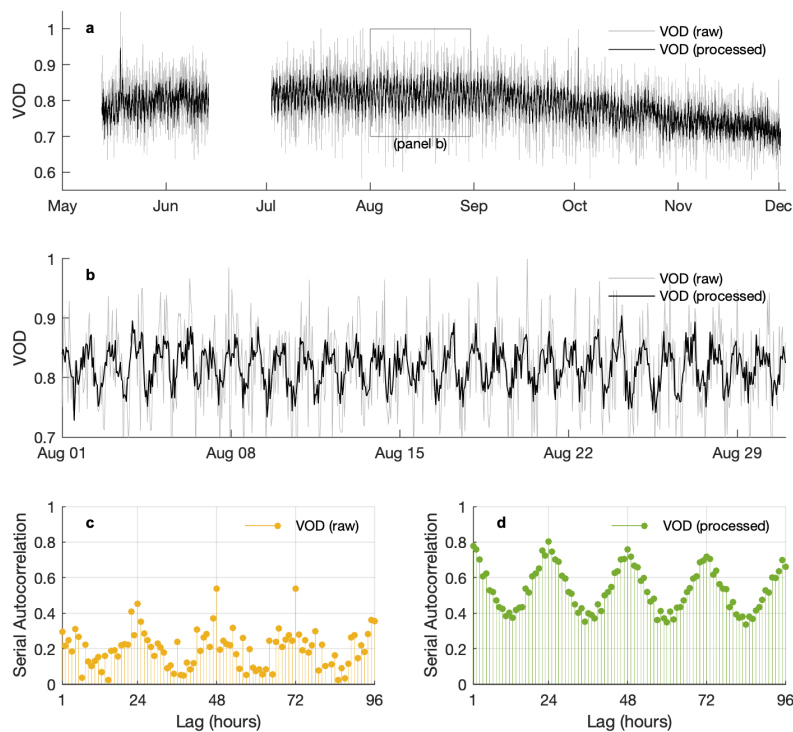 a
VOD (raw)
VOD (processed)
(panel b)
VOD
1
0.9
0.8
0.7
0.6
May Jun Jul Aug Sep Oct Nov Dec
b
VOD (raw)
VOD (processed)
VOD
1
0.9
0.8
0.7
Aug 01 Aug 08 Aug 15 Aug 22 Aug 29
c
VOD (raw)
Serial Autocorrelation
1
0.8
0.6
0.4
0.2
0
1 24 48 72 96
Lag (hours)
d
VOD (processed)
Serial Autocorrelation
1
0.8
0.6
0.4
0.2
0
1 24 48 72 96
Lag (hours)